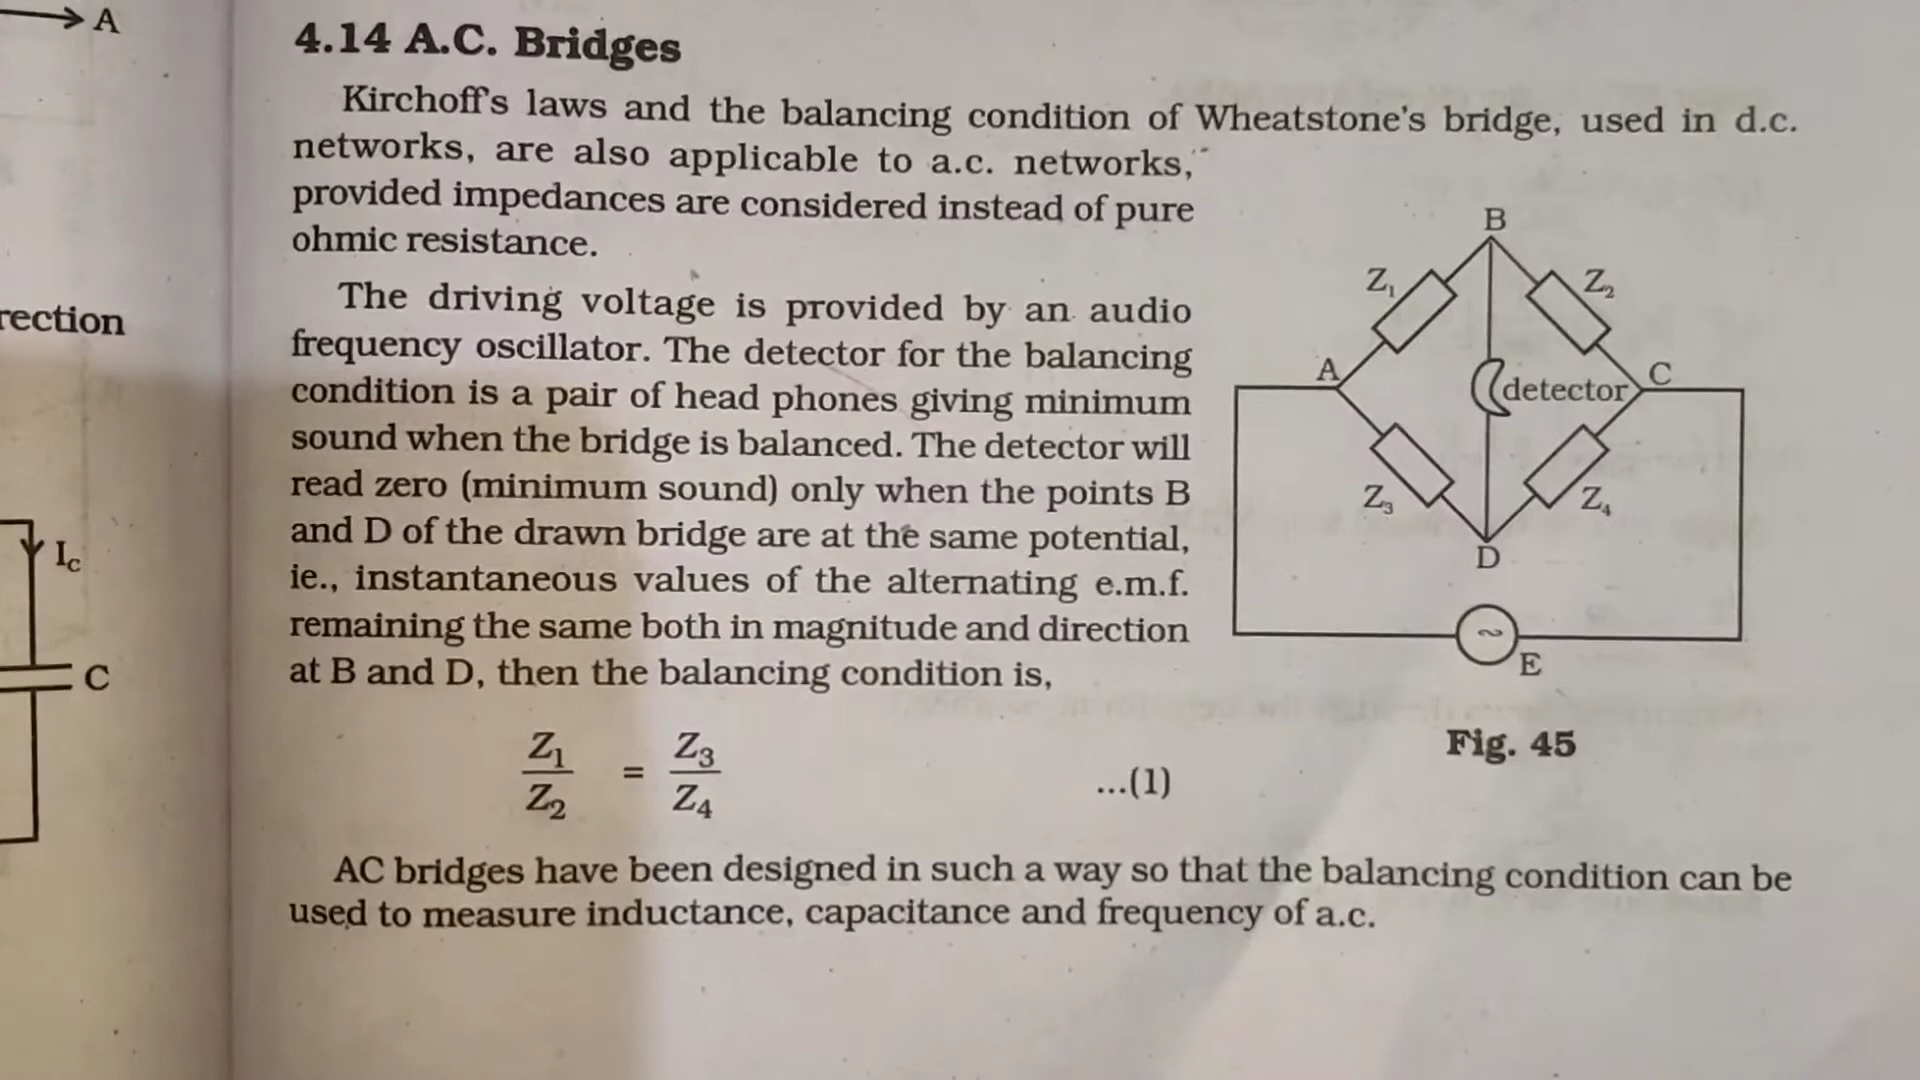 A
rection
Ic
C
4.14 A.C. Bridges
Kirchoff's laws and the balancing condition of Wheatstone's bridge, used in d.c.
networks, are also applicable to a.c. networks,
provided impedances are considered instead of pure
ohmic resistance.
The driving voltage is provided by an audio
frequency oscillator. The detector for the balancing
condition is a pair of head phones giving minimum
sound when the bridge is balanced. The detector will
read zero (minimum sound) only when the points B
and D of the drawn bridge are at the same potential,
ie., instantaneous values of the alternating e.m.f.
remaining the same both in magnitude and direction
at B and D, then the balancing condition is,
Z1/Z2 = Z3/Z4 ...(1)
B
Z1 Z2
A C
detector
Z3 Z4
D
~
E
Fig. 45
AC bridges have been designed in such a way so that the balancing condition can be
used to measure inductance, capacitance and frequency of a.c.